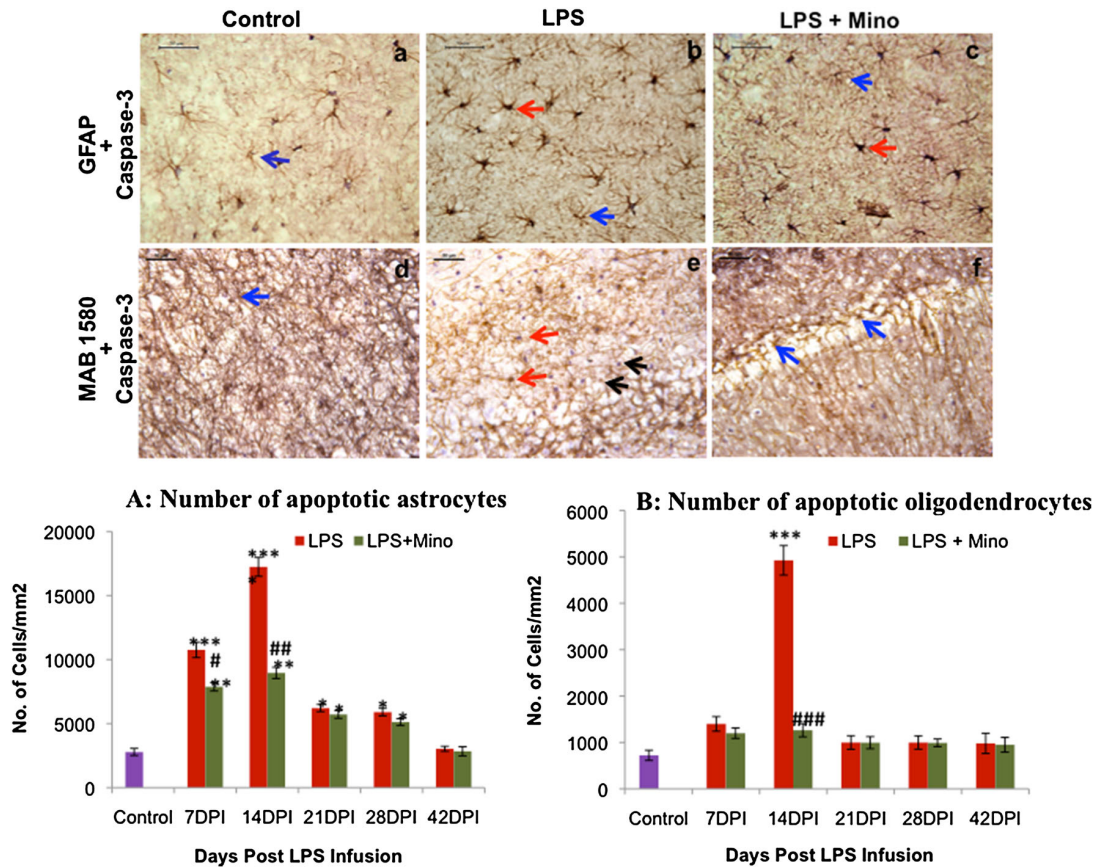 Control LPS LPS + Mino
GFAP + Caspase-3
a b c
MAB 1580 + Caspase-3
d e f
A: Number of apoptotic astrocytes
LPS LPS+Mino
No. of Cells/mm2
20000
15000
10000
5000
0
***
#
**
***
*
##
**
*
*
*
*
Control 7DPI 14DPI 21DPI 28DPI 42DPI
Days Post LPS Infusion
B: Number of apoptotic oligodendrocytes
LPS LPS + Mino
No. of Cells/mm2
6000
5000
4000
3000
2000
1000
0
***
###
Control 7DPI 14DPI 21DPI 28DPI 42DPI
Days Post LPS Infusion